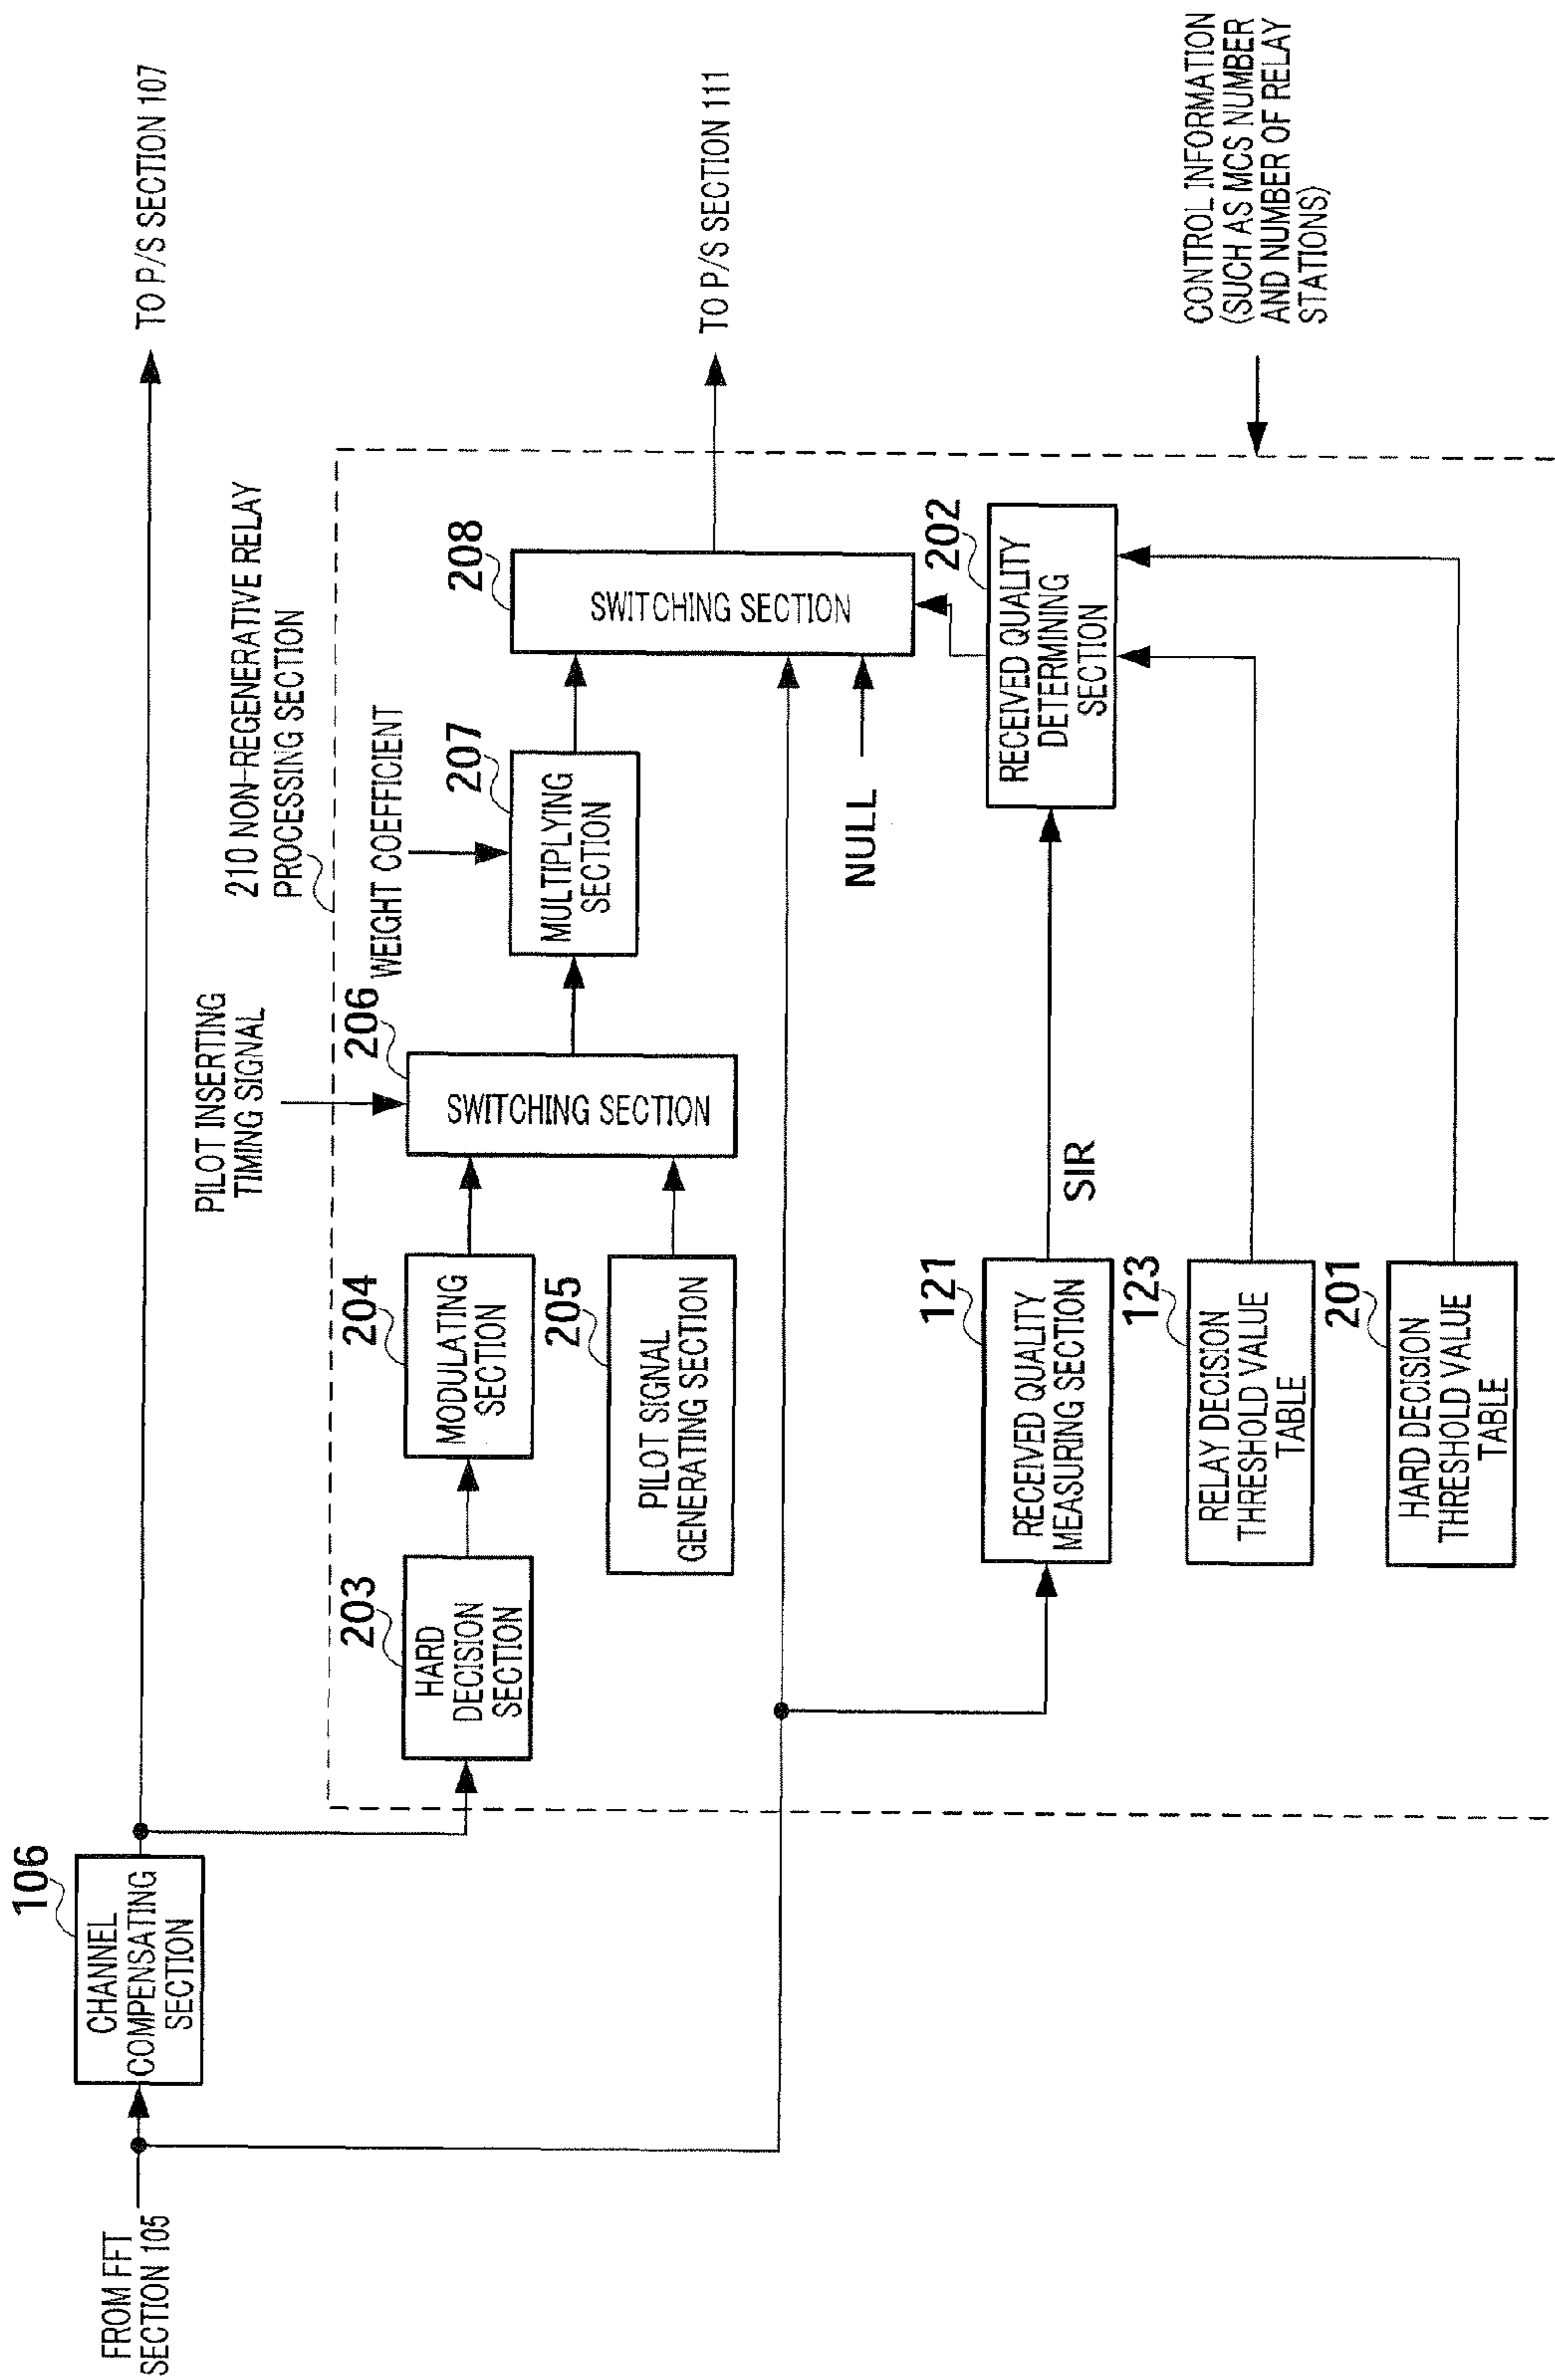 FROM FFT
SECTION 105
106
CHANNEL
COMPENSATING
SECTION
TO P/S SECTION 107
210 NON-REGENERATIVE RELAY
PROCESSING SECTION
PILOT INSERTING
TIMING SIGNAL
WEIGHT COEFFICIENT
203
HARD
DECISION
SECTION
204
MODULATING
SECTION
205
PILOT SIGNAL
GENERATING SECTION
206
SWITCHING SECTION
207
MULTIPLYING
SECTION
208
SWITCHING SECTION
TO P/S SECTION 111
NULL
121
RECEIVED QUALITY
MEASURING SECTION
SIR
202
RECEIVED QUALITY
DETERMINING
SECTION
123
RELAY DECISION
THRESHOLD VALUE
TABLE
201
HARD DECISION
THRESHOLD VALUE
TABLE
CONTROL INFORMATION
(SUCH AS MCS NUMBER
AND NUMBER OF RELAY
STATIONS)